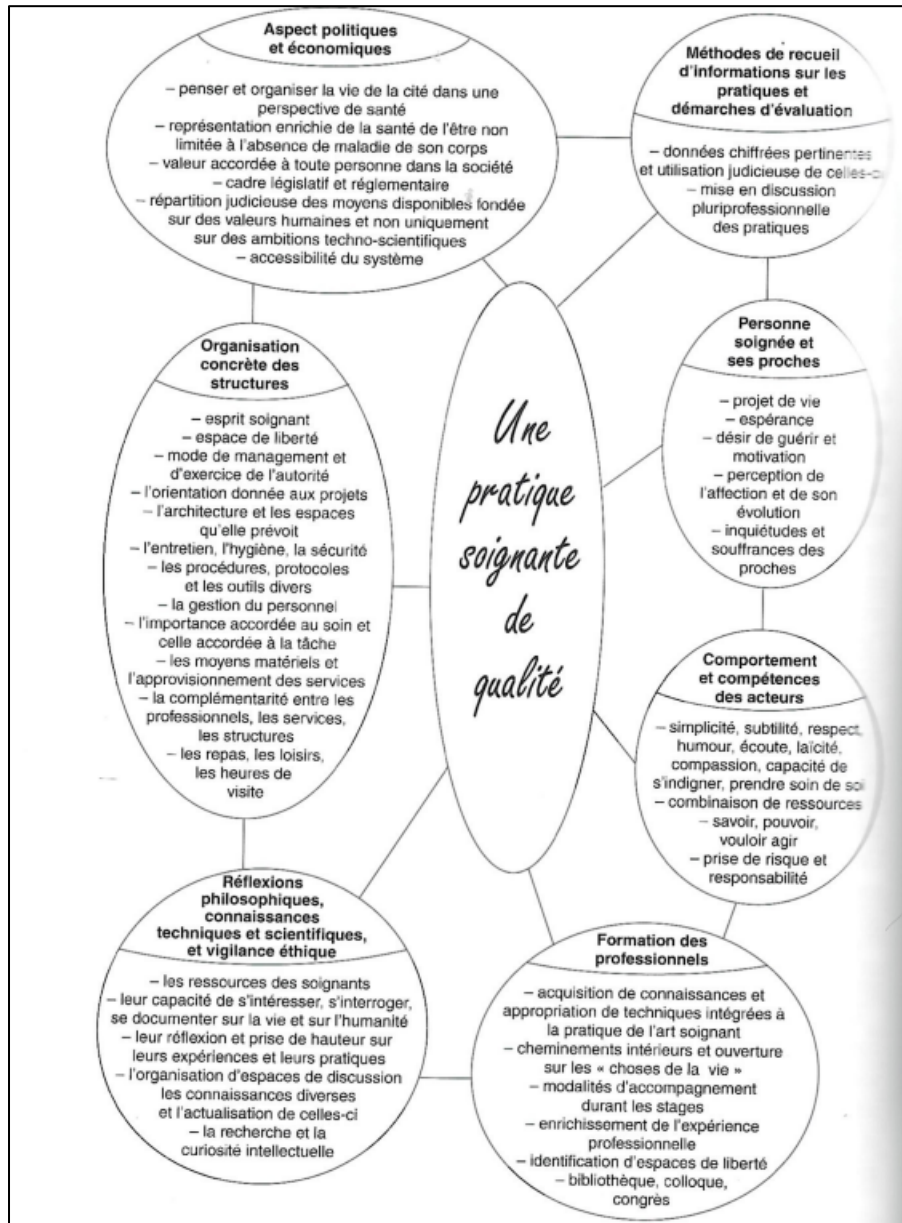 Aspect politiques
et économiques
– penser et organiser la vie de la cité dans une
perspective de santé
– représentation enrichie de la santé de l'être non
limitée à l'absence de maladie de son corps
– valeur accordée à toute personne dans la société
– cadre législatif et réglementaire
– répartition judicieuse des moyens disponibles fondée
sur des valeurs humaines et non uniquement
sur des ambitions techno-scientifiques
– accessibilité du système
Méthodes de recueil
d'informations sur les
pratiques et
démarches d'évaluation
– données chiffrées pertinentes
et utilisation judicieuse de celles-ci
– mise en discussion
pluriprofessionnelle
des pratiques
Organisation
concrète des
structures
– esprit soignant
– espace de liberté
– mode de management et
d'exercice de l'autorité
– l'orientation donnée aux projets
– l'architecture et les espaces
qu'elle prévoit
– l'entretien, l'hygiène, la sécurité
– les procédures, protocoles
et les outils divers
– la gestion du personnel
– l'importance accordée au soin et
celle accordée à la tâche
– les moyens matériels et
l'approvisionnement des services
– la complémentarité entre les
professionnels, les services,
les structures
– les repas, les loisirs,
les heures de
visite
Une
pratique
soignante
de
qualité
Personne
soignée et
ses proches
– projet de vie
– espérance
– désir de guérir et
motivation
– perception de
l'affection et de son
évolution
– inquiétudes et
souffrances des
proches
Comportement
et compétences
des acteurs
– simplicité, subtilité, respect,
humour, écoute, laïcité,
compassion, capacité de
s'indigner, prendre soin de soi
– combinaison de ressources
– savoir, pouvoir,
vouloir agir
– prise de risque et
responsabilité
Réflexions
philosophiques,
connaissances
techniques et scientifiques,
et vigilance éthique
– les ressources des soignants
– leur capacité de s'intéresser, s'interroger,
se documenter sur la vie et sur l'humanité
– leur réflexion et prise de hauteur sur
leurs expériences et leurs pratiques
– l'organisation d'espaces de discussion
les connaissances diverses
et l'actualisation de celles-ci
– la recherche et la
curiosité intellectuelle
Formation des
professionnels
– acquisition de connaissances et
appropriation de techniques intégrées à
la pratique de l'art soignant
– cheminements intérieurs et ouverture
sur les « choses de la vie »
– modalités d'accompagnement
durant les stages
– enrichissement de l'expérience
professionnelle
– identification d'espaces de liberté
– bibliothèque, colloque,
congrès